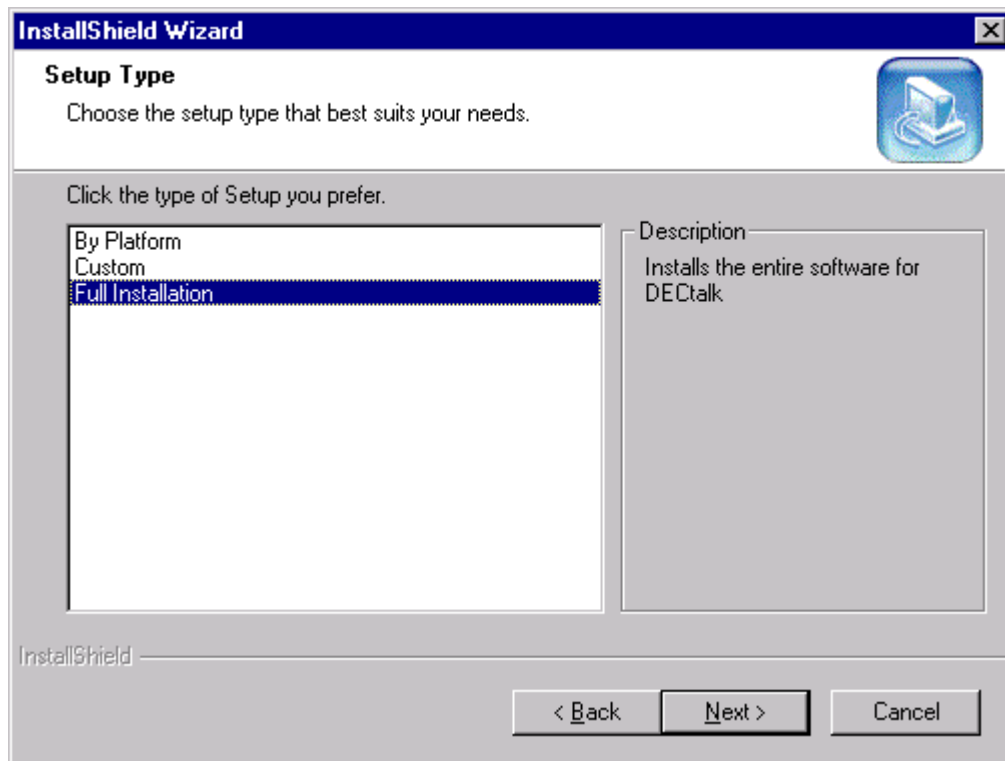 InstallShield Wizard
Setup Type
Choose the setup type that best suits your needs.
Click the type of Setup you prefer.
By Platform
Custom
Full Installation
Description
Installs the entire software for
DECtalk
InstallShield
< Back
Next >
Cancel